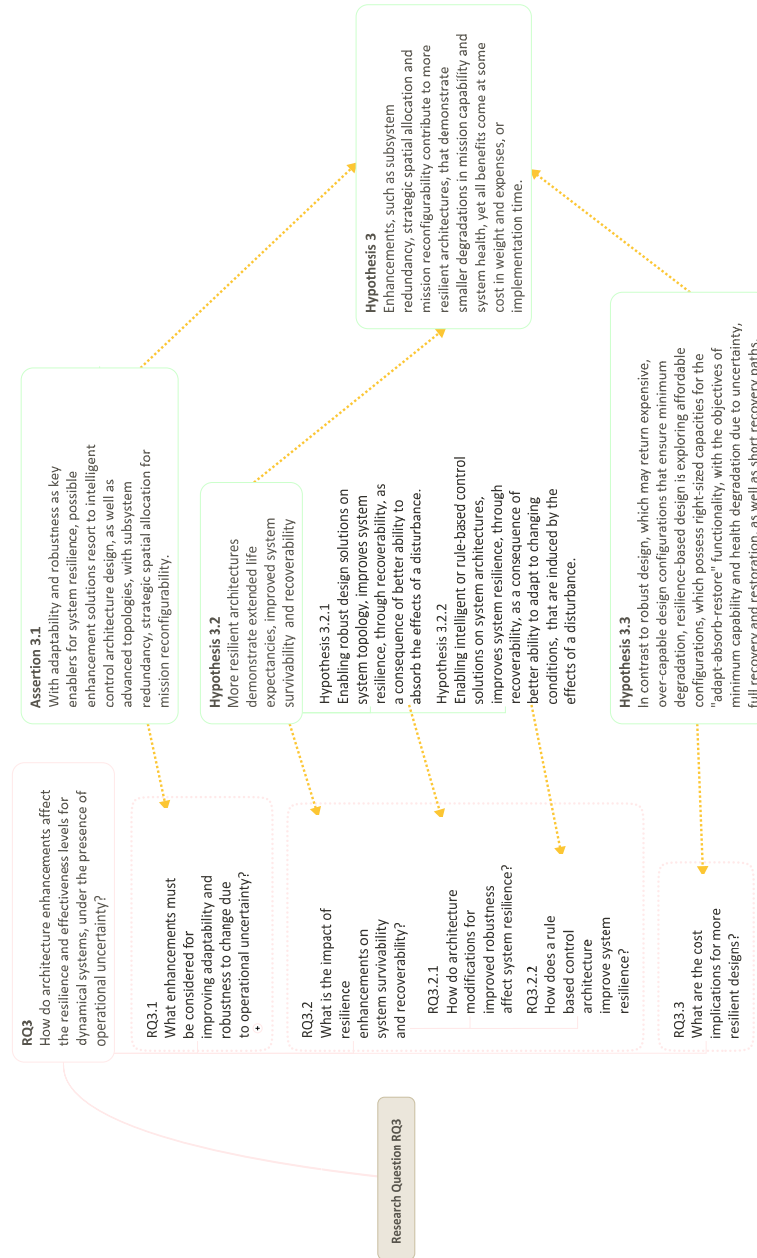 Research Question RQ3
RQ3
How do architecture enhancements affect
the resilience and effectiveness levels for
dynamical systems, under the presence of
operational uncertainty?
RQ3.1
What enhancements must
be considered for
improving adaptability and
robustness to change due
to operational uncertainty?
RQ3.2
What is the impact of
resilience
enhancements on
system survivability
and recoverability?
RQ3.2.1
How do architecture
modifications for
improved robustness
affect system resilience?
RQ3.2.2
How does a rule
based control
architecture
improve system
resilience?
RQ3.3
What are the cost
implications for more
resilient designs?
Assertion 3.1
With adaptability and robustness as key
enablers for system resilience, possible
enhancement solutions resort to intelligent
control architecture design, as well as
advanced topologies, with subsystem
redundancy, strategic spatial allocation for
mission reconfigurability.
Hypothesis 3.2
More resilient architectures
demonstrate extended life
expectancies, improved system
survivability and recoverability
Hypothesis 3.2.1
Enabling robust design solutions on
system topology, improves system
resilience, through recoverability, as
a consequence of better ability to
absorb the effects of a disturbance.
Hypothesis 3.2.2
Enabling intelligent or rule-based control
solutions on system architectures,
improves system resilience, through
recoverability, as a consequence of
better ability to adapt to changing
conditions, that are induced by the
effects of a disturbance.
Hypothesis 3.3
In contrast to robust design, which may return expensive,
over-capable design configurations that ensure minimum
degradation, resilience-based design is exploring affordable
configurations, which possess right-sized capacities for the
"adapt-absorb-restore" functionality, with the objectives of
minimum capability and health degradation due to uncertainty,
full recovery and restoration, as well as short recovery paths.
Hypothesis 3
Enhancements, such as subsystem
redundancy, strategic spatial allocation and
mission reconfigurability contribute to more
resilient architectures, that demonstrate
smaller degradations in mission capability and
system health, yet all benefits come at some
cost in weight and expenses, or
implementation time.